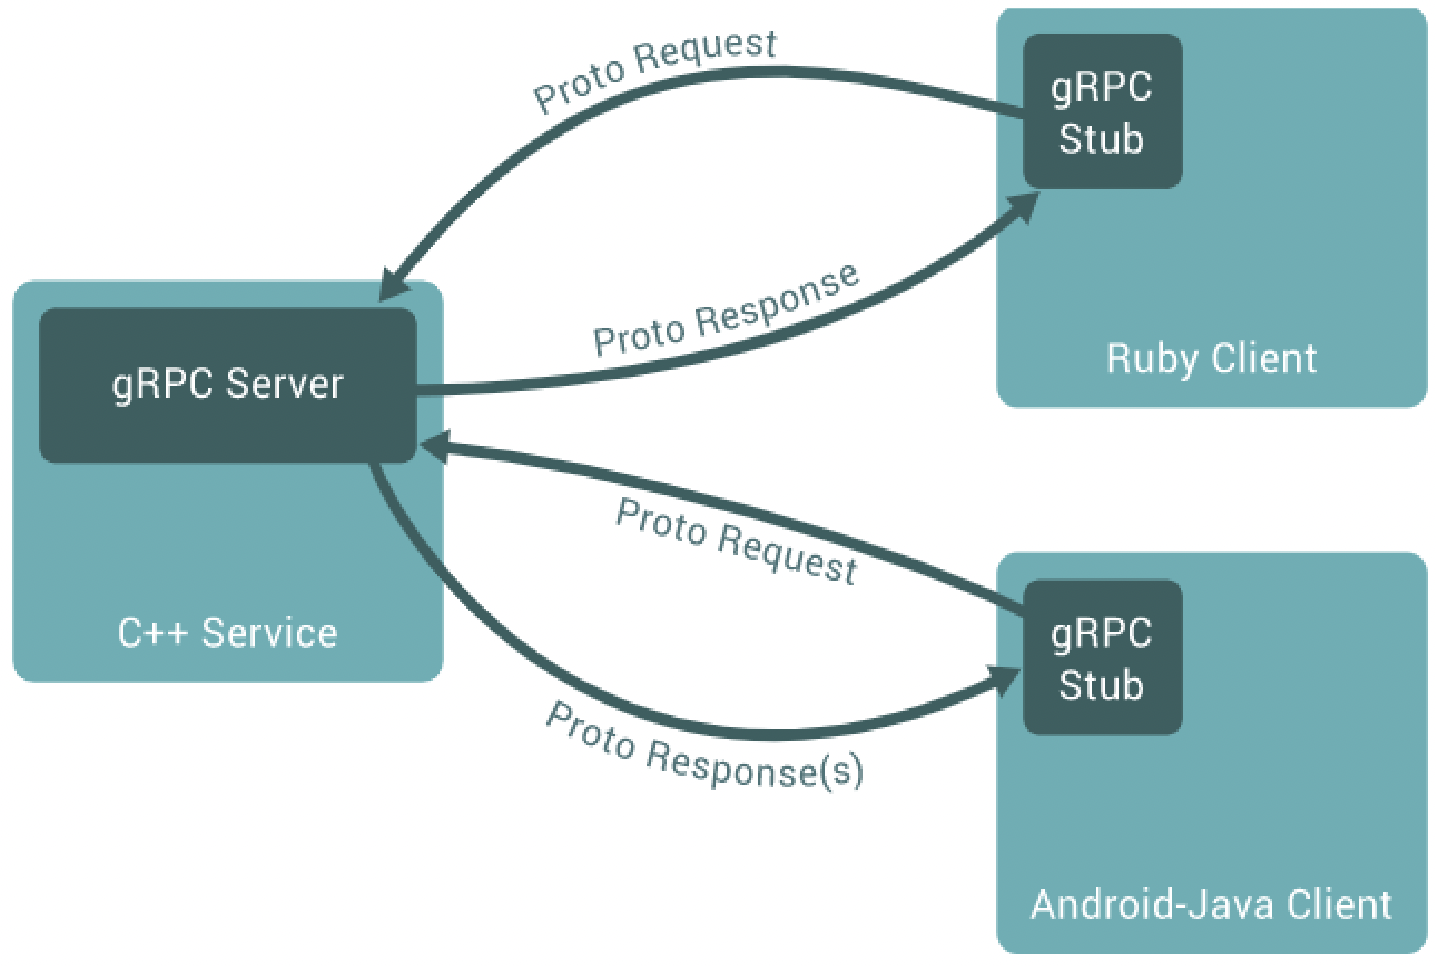 Proto Request
gRPC
Stub
Proto Response
Ruby Client
gRPC Server
C++ Service
Proto Request
gRPC
Stub
Proto Response(s)
Android-Java Client